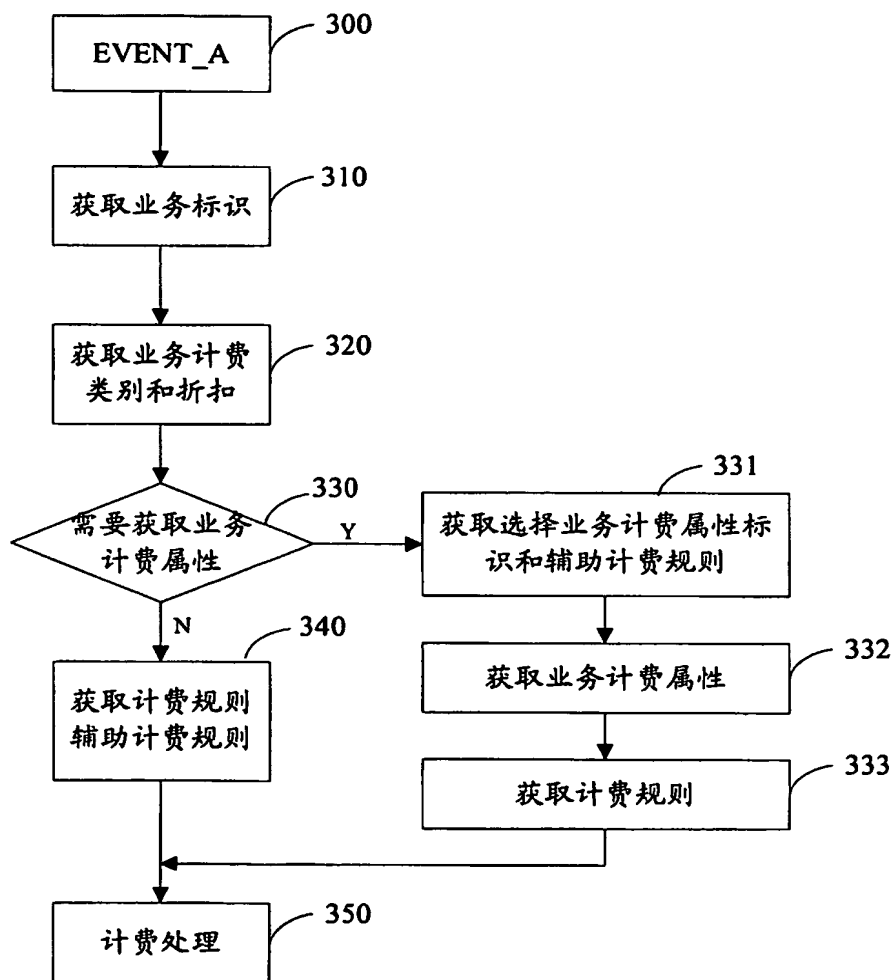 EVENT_A
300
获取业务标识
310
获取业务计费
类别和折扣
320
需要获取业务
计费属性
330
Y
N
获取选择业务计费属性标
识和辅助计费规则
331
获取业务计费属性
332
获取计费规则
333
获取计费规则
辅助计费规则
340
计费处理
350